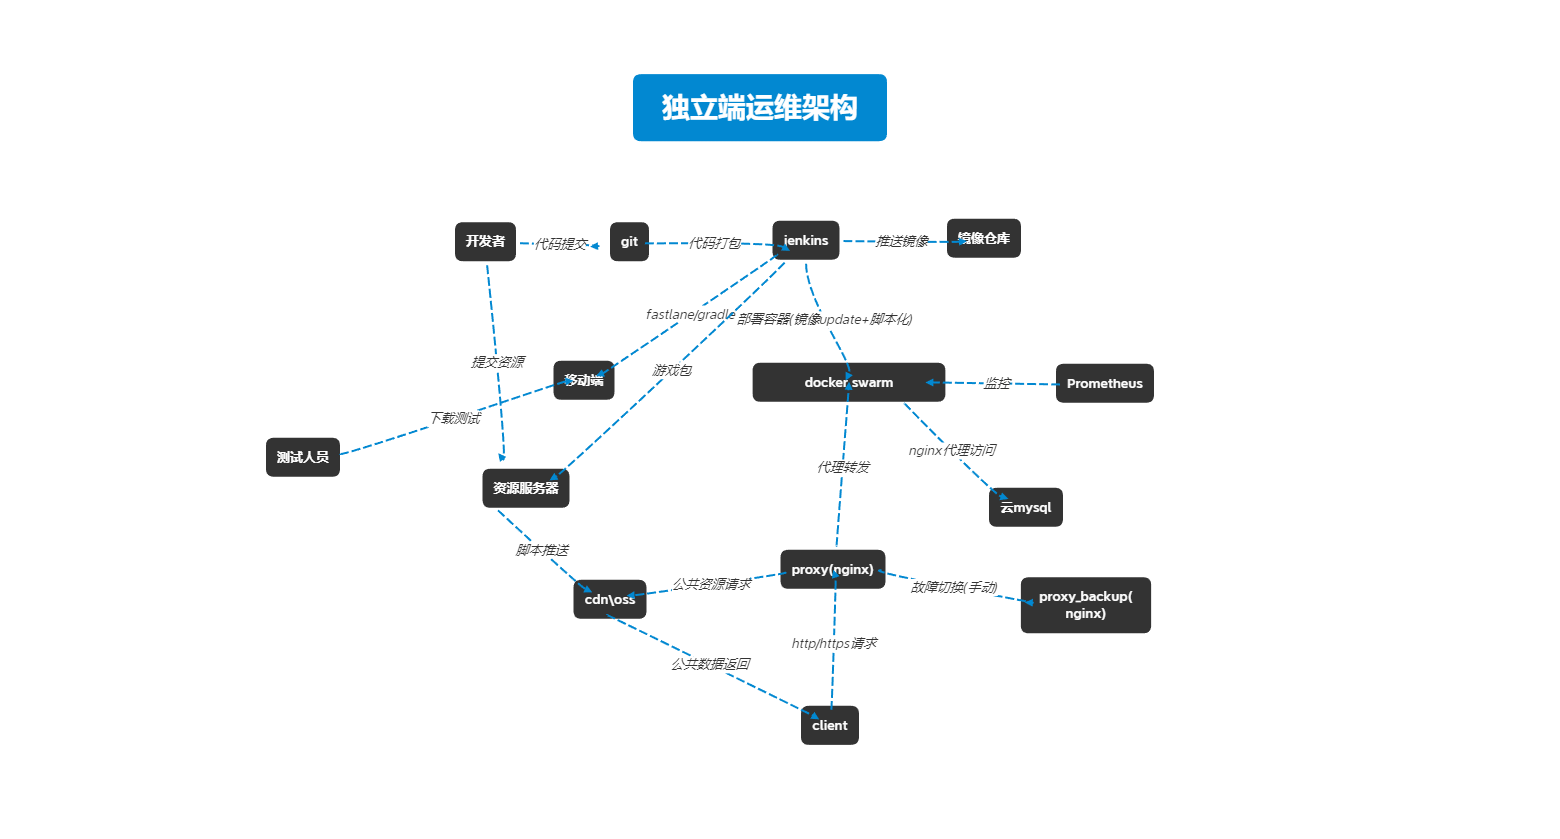 独立端运维架构
开发者
代码提交
git
代码打包
jenkins
推送镜像
镜像仓库
fastlane/gradle
部署容器(镜像update+脚本化)
提交资源
移动端
游戏包
docker swarm
监控
Prometheus
下载测试
测试人员
nginx代理访问
代理转发
资源服务器
云mysql
脚本推送
proxy(nginx)
公共资源请求
故障切换(手动)
cdn\oss
proxy_backup(
nginx)
http/https请求
公共数据返回
client